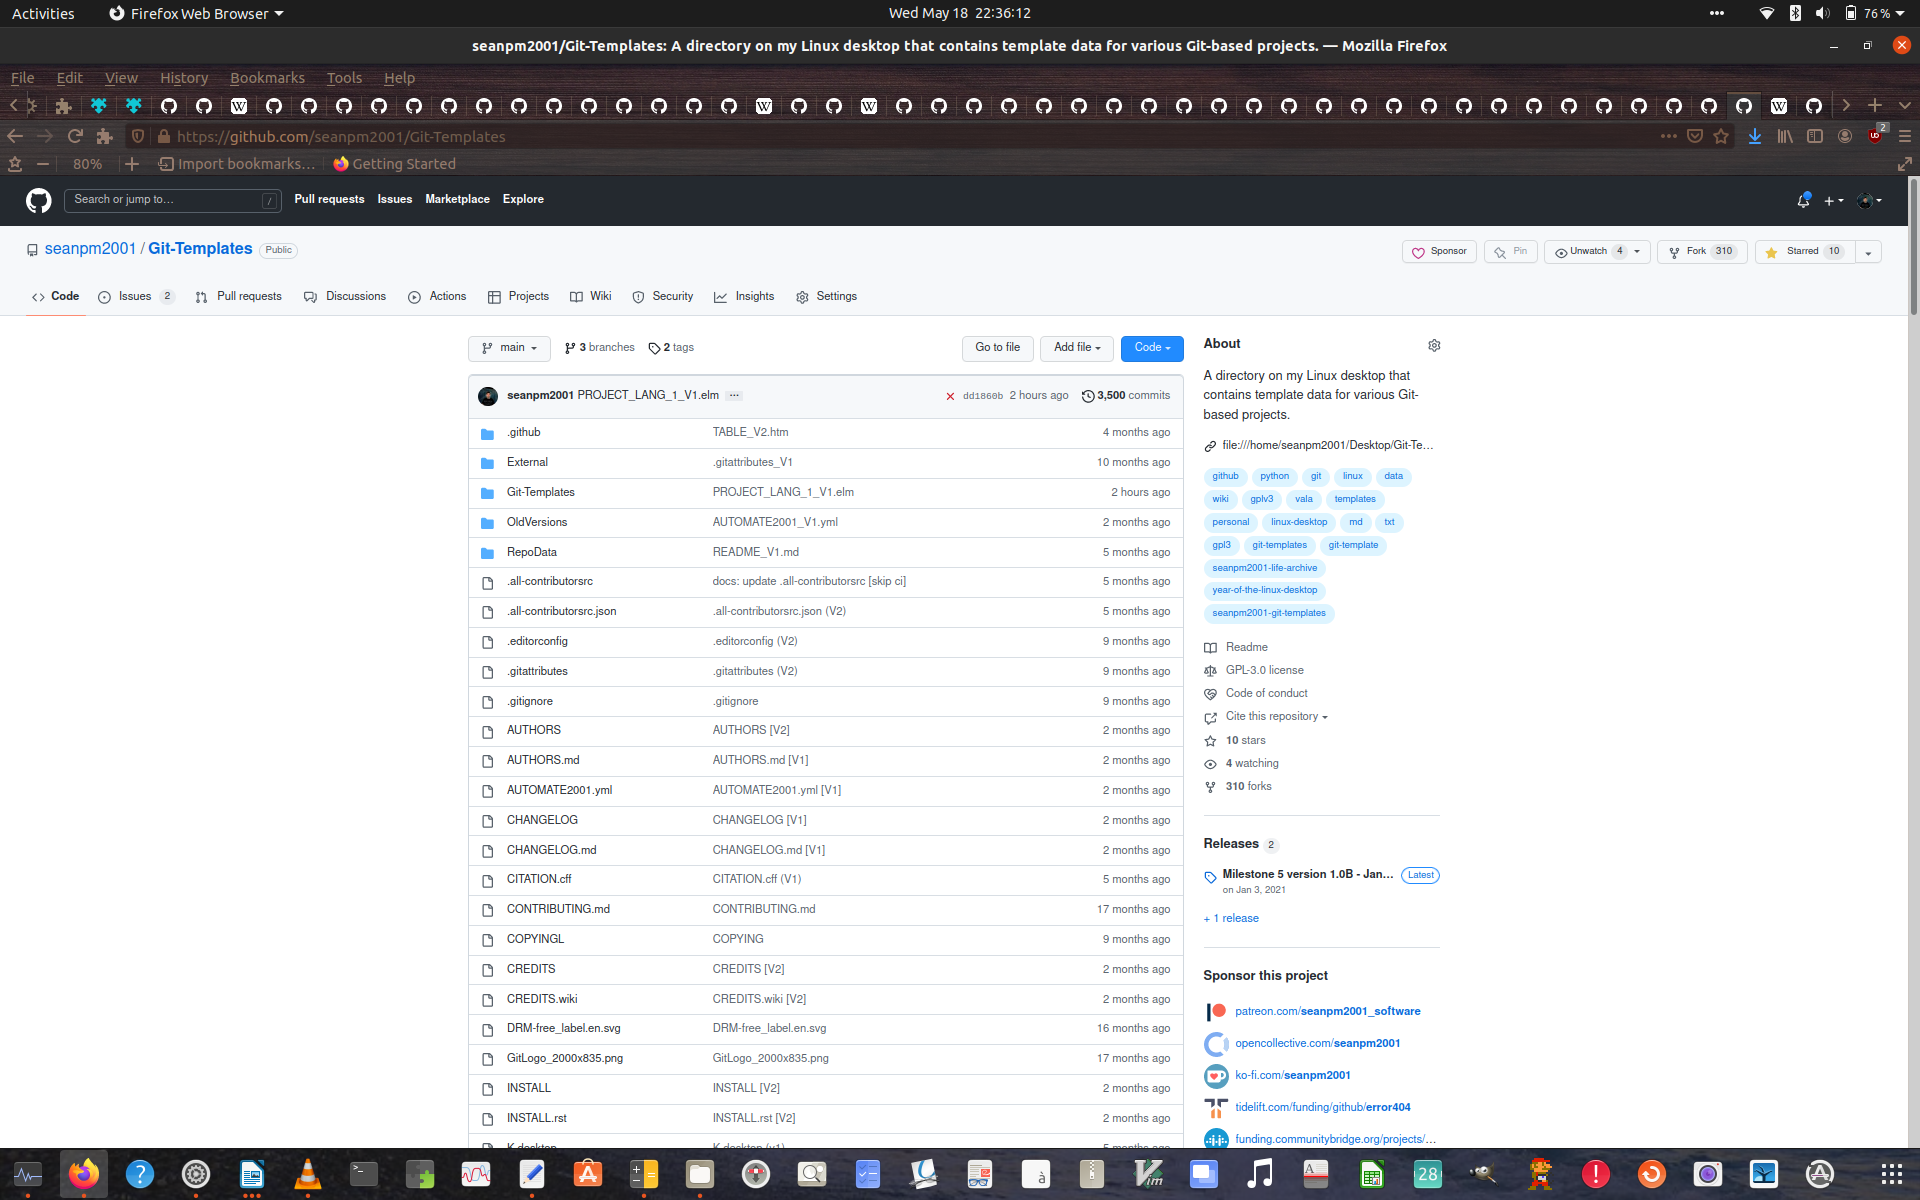 Activities
Firefox Web Browser
Wed May 18 22:36:12
76 %
seanpm2001/Git-Templates: A directory on my Linux desktop that contains template data for various Git-based projects. — Mozilla Firefox
File Edit View History Bookmarks Tools Help
https://github.com/seanpm2001/Git-Templates
2
80%
Import bookmarks...
Getting Started
Search or jump to...
/
Pull requests Issues Marketplace Explore
seanpm2001 / Git-Templates Public
Sponsor
Pin
Unwatch 4
Fork 310
Starred 10
Code
Issues 2
Pull requests
Discussions
Actions
Projects
Wiki
Security
Insights
Settings
main
3 branches
2 tags
Go to file
Add file
Code
seanpm2001 PROJECT_LANG_1_V1.elm ...
dd1860b 2 hours ago
3,500 commits
.github TABLE_V2.htm 4 months ago
External .gitattributes_V1 10 months ago
Git-Templates PROJECT_LANG_1_V1.elm 2 hours ago
OldVersions AUTOMATE2001_V1.yml 2 months ago
RepoData README_V1.md 5 months ago
.all-contributorsrc docs: update .all-contributorsrc [skip ci] 5 months ago
.all-contributorsrc.json .all-contributorsrc.json (V2) 5 months ago
.editorconfig .editorconfig (V2) 9 months ago
.gitattributes .gitattributes (V2) 9 months ago
.gitignore .gitignore 9 months ago
AUTHORS AUTHORS [V2] 2 months ago
AUTHORS.md AUTHORS.md [V1] 2 months ago
AUTOMATE2001.yml AUTOMATE2001.yml [V1] 2 months ago
CHANGELOG CHANGELOG [V1] 2 months ago
CHANGELOG.md CHANGELOG.md [V1] 2 months ago
CITATION.cff CITATION.cff (V1) 5 months ago
CONTRIBUTING.md CONTRIBUTING.md 17 months ago
COPYINGL COPYING 9 months ago
CREDITS CREDITS [V2] 2 months ago
CREDITS.wiki CREDITS.wiki [V2] 2 months ago
DRM-free_label.en.svg DRM-free_label.en.svg 16 months ago
GitLogo_2000x835.png GitLogo_2000x835.png 17 months ago
INSTALL INSTALL [V2] 2 months ago
INSTALL.rst INSTALL.rst [V2] 2 months ago
About
A directory on my Linux desktop that
contains template data for various Git-
based projects.
file:///home/seanpm2001/Desktop/Git-Te...
github python git linux data
wiki gplv3 vala templates
personal linux-desktop md txt
gpl3 git-templates git-template
seanpm2001-life-archive
year-of-the-linux-desktop
seanpm2001-git-templates
Readme
GPL-3.0 license
Code of conduct
Cite this repository
10 stars
4 watching
310 forks
Releases 2
Milestone 5 version 1.0B - Jan... Latest
on Jan 3, 2021
+ 1 release
Sponsor this project
patreon.com/seanpm2001_software
opencollective.com/seanpm2001
ko-fi.com/seanpm2001
tidelift.com/funding/github/error404
funding.communitybridge.org/projects/...
28